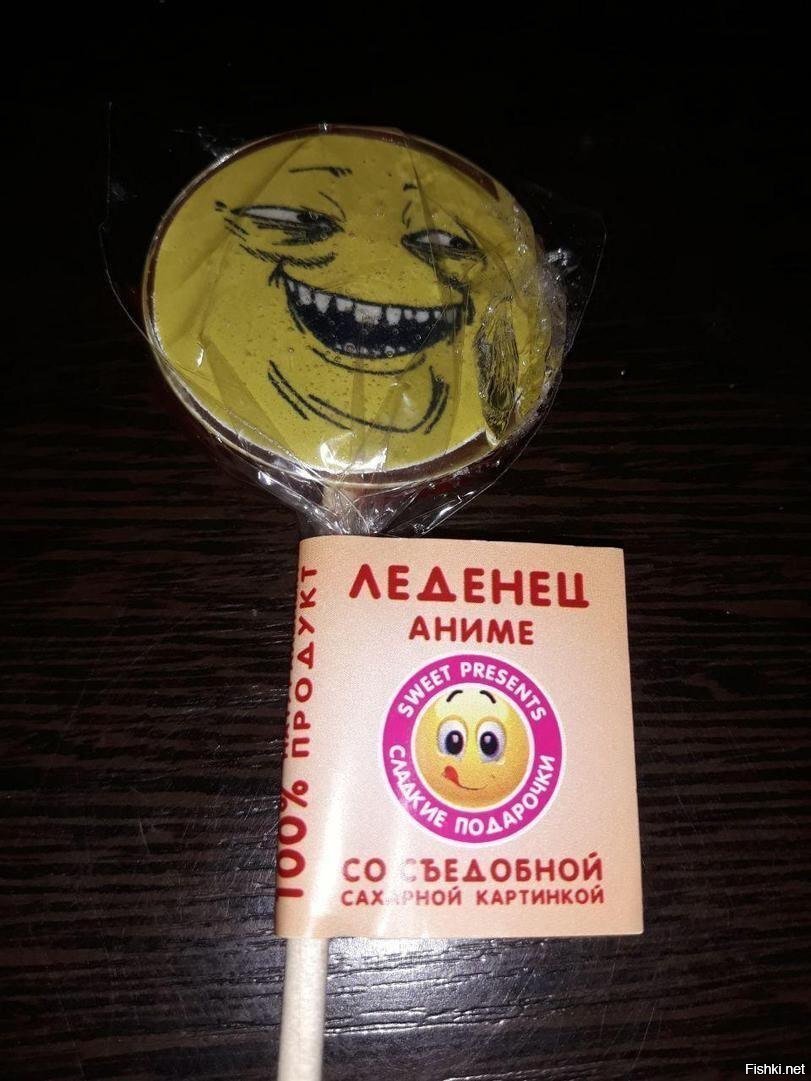 ЛЕДЕНЕЦ
АНИМЕ
SWEET PRESENTS
СЛАДКИЕ ПОДАРОЧКИ
СО СЪЕДОБНОЙ
САХАРНОЙ КАРТИНКОЙ
100%
ПРОДУКТ
Fishki.net